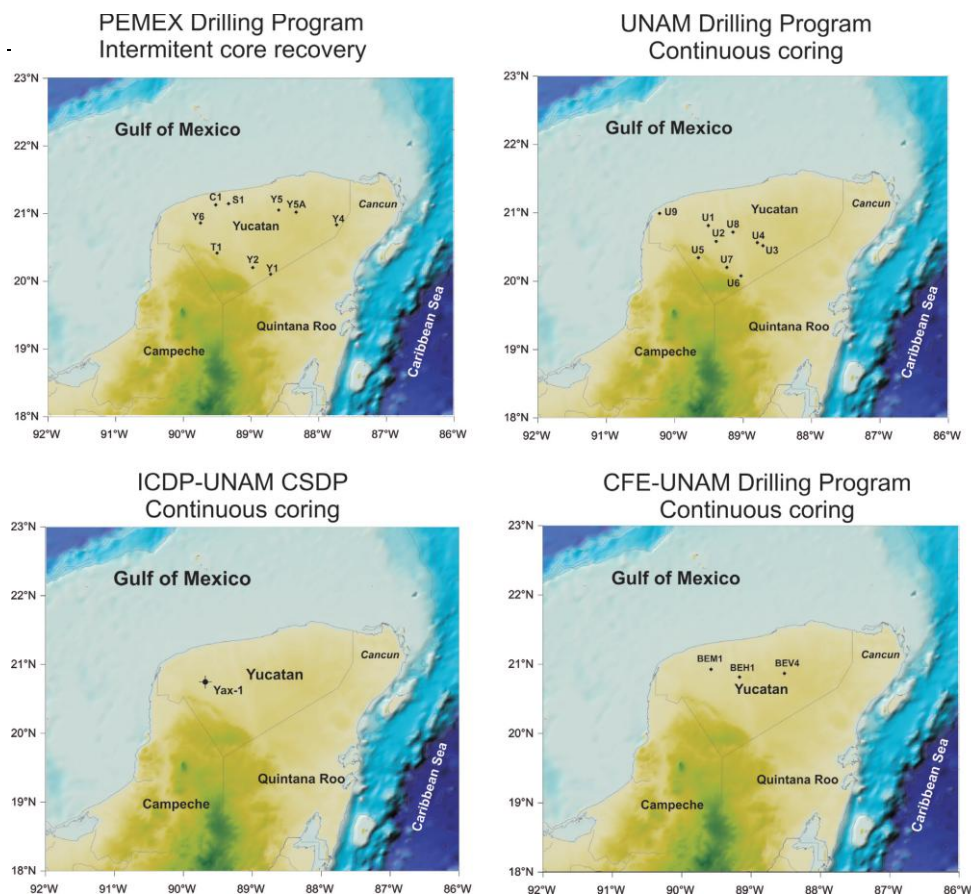 PEMEX Drilling Program
Intermitent core recovery
23°N
22°N
21°N
20°N
19°N
18°N
92°W
91°W
90°W
89°W
88°W
87°W
86°W
Gulf of Mexico
C1
S1
Y5
Y5A
Y6
Yucatan
Y4
Cancun
T1
Y2
Y1
Quintana Roo
Campeche
Caribbean Sea
UNAM Drilling Program
Continuous coring
23°N
22°N
21°N
20°N
19°N
18°N
92°W
91°W
90°W
89°W
88°W
87°W
86°W
Gulf of Mexico
U9
U1
U8
Yucatan
Cancun
U2
U4
U3
U5
U7
U6
Quintana Roo
Campeche
Caribbean Sea
ICDP-UNAM CSDP
Continuous coring
23°N
22°N
21°N
20°N
19°N
18°N
92°W
91°W
90°W
89°W
88°W
87°W
86°W
Gulf of Mexico
Cancun
Yucatan
Yax-1
Quintana Roo
Campeche
Caribbean Sea
CFE-UNAM Drilling Program
Continuous coring
23°N
22°N
21°N
20°N
19°N
18°N
92°W
91°W
90°W
89°W
88°W
87°W
86°W
Gulf of Mexico
BEM1
BEH1
BEV4
Cancun
Yucatan
Quintana Roo
Campeche
Caribbean Sea